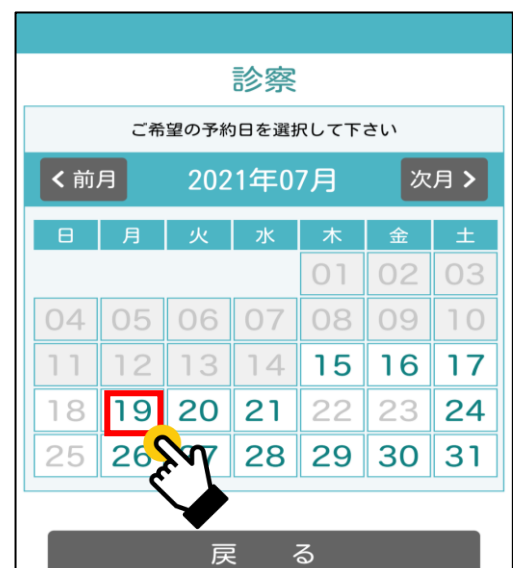 診察
ご希望の予約日を選択して下さい
<前月 2021年07月 次月>
日 月 火 水 木 金 土
01 02 03
04 05 06 07 08 09 10
11 12 13 14 15 16 17
18 19 20 21 22 23 24
25 26 27 28 29 30 31
戻る